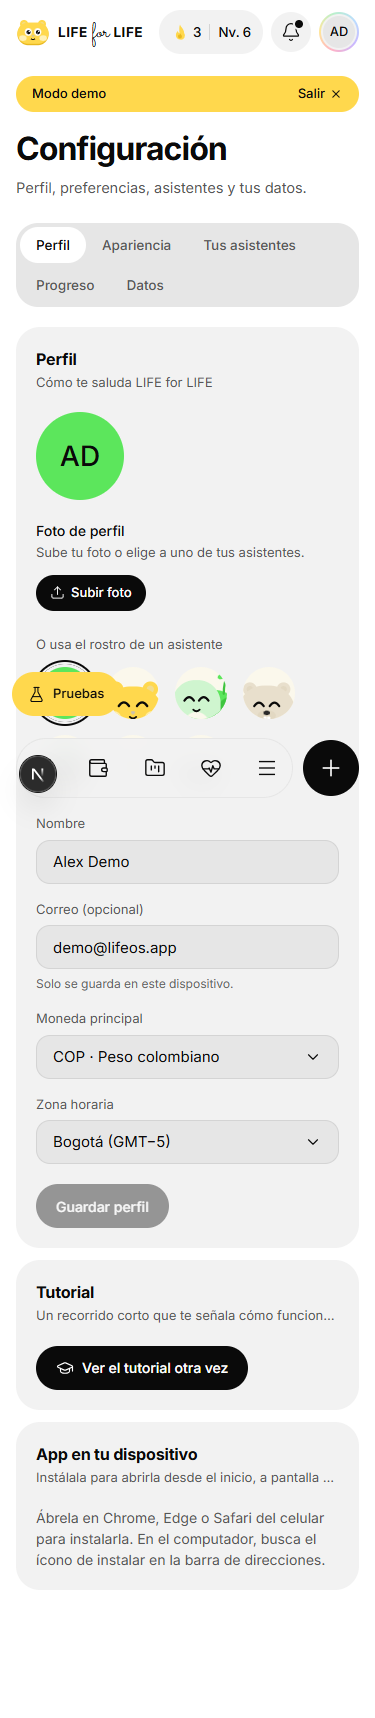 LIFE for LIFE
3
Nv. 6
AD
Modo demo
Salir
Configuración
Perfil, preferencias, asistentes y tus datos.
Perfil
Apariencia
Tus asistentes
Progreso
Datos
Perfil
Cómo te saluda LIFE for LIFE
AD
Foto de perfil
Sube tu foto o elige a uno de tus asistentes.
Subir foto
O usa el rostro de un asistente
Pruebas
N
Nombre
Alex Demo
Correo (opcional)
demo@lifeos.app
Solo se guarda en este dispositivo.
Moneda principal
COP · Peso colombiano
Zona horaria
Bogotá (GMT−5)
Guardar perfil
Tutorial
Un recorrido corto que te señala cómo funcion...
Ver el tutorial otra vez
App en tu dispositivo
Instálala para abrirla desde el inicio, a pantalla ...
Ábrela en Chrome, Edge o Safari del celular
para instalarla. En el computador, busca el
ícono de instalar en la barra de direcciones.